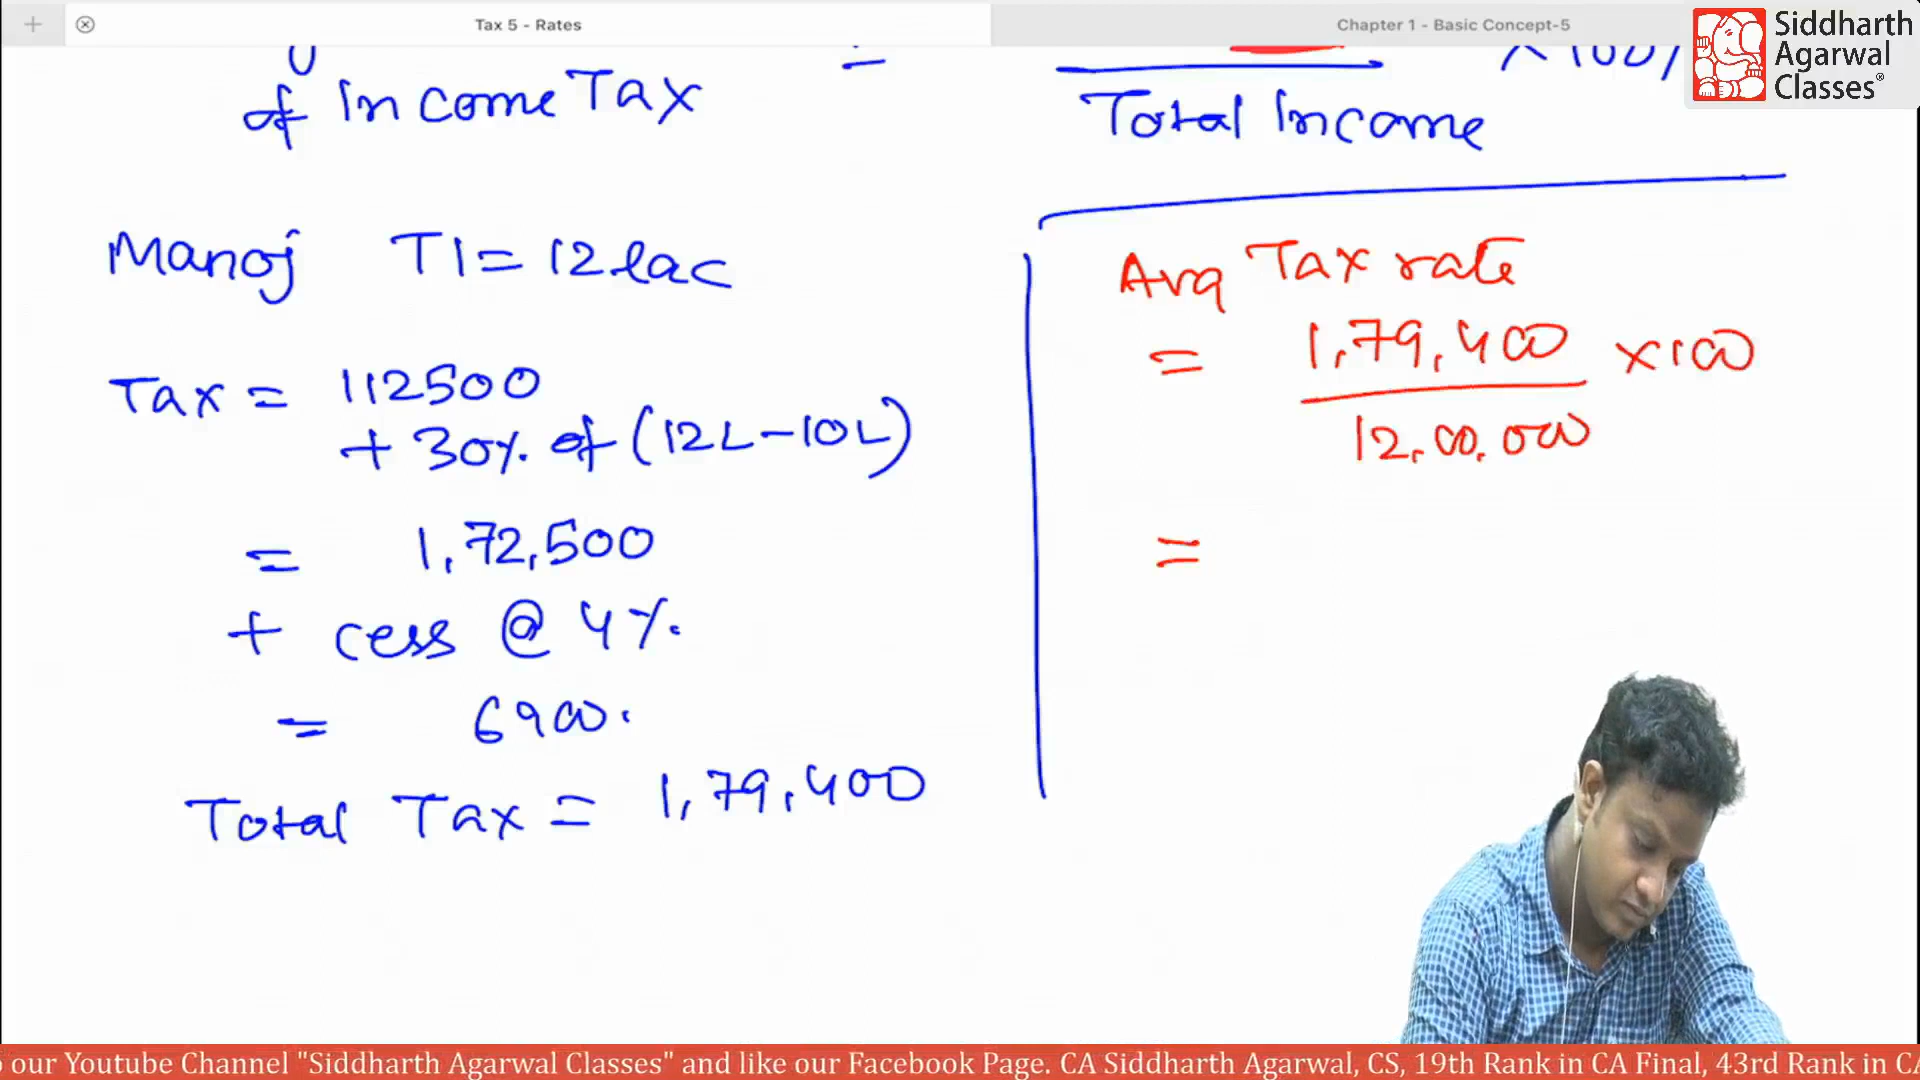 Tax 5 - Rates
Chapter 1 - Basic Concept-5
Siddharth
Agarwal
Classes®
of Income Tax =
Total Income
Manoj TI = 12 lac
Tax = 112500
+ 30% of (12L - 10L)
= 1,72,500
+ cess @ 4%.
= 6900.
Total Tax = 1,79,400
Avg Tax rate
= 1,79,400 × 100
12,00,000
=
our Youtube Channel "Siddharth Agarwal Classes" and like our Facebook Page. CA Siddharth Agarwal, CS, 19th Rank in CA Final, 43rd Rank in CA